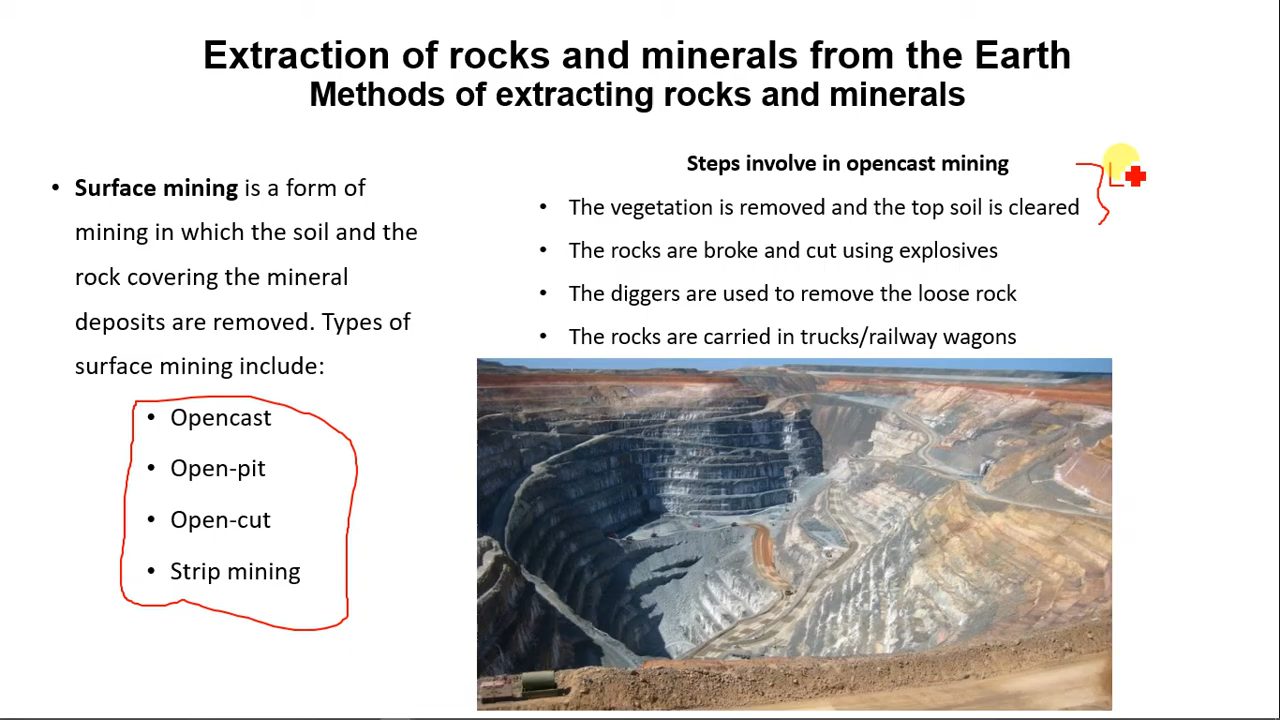 Extraction of rocks and minerals from the Earth
Methods of extracting rocks and minerals
• Surface mining is a form of
mining in which the soil and the
rock covering the mineral
deposits are removed. Types of
surface mining include:
• Opencast
• Open-pit
• Open-cut
• Strip mining
Steps involve in opencast mining
• The vegetation is removed and the top soil is cleared
• The rocks are broke and cut using explosives
• The diggers are used to remove the loose rock
• The rocks are carried in trucks/railway wagons